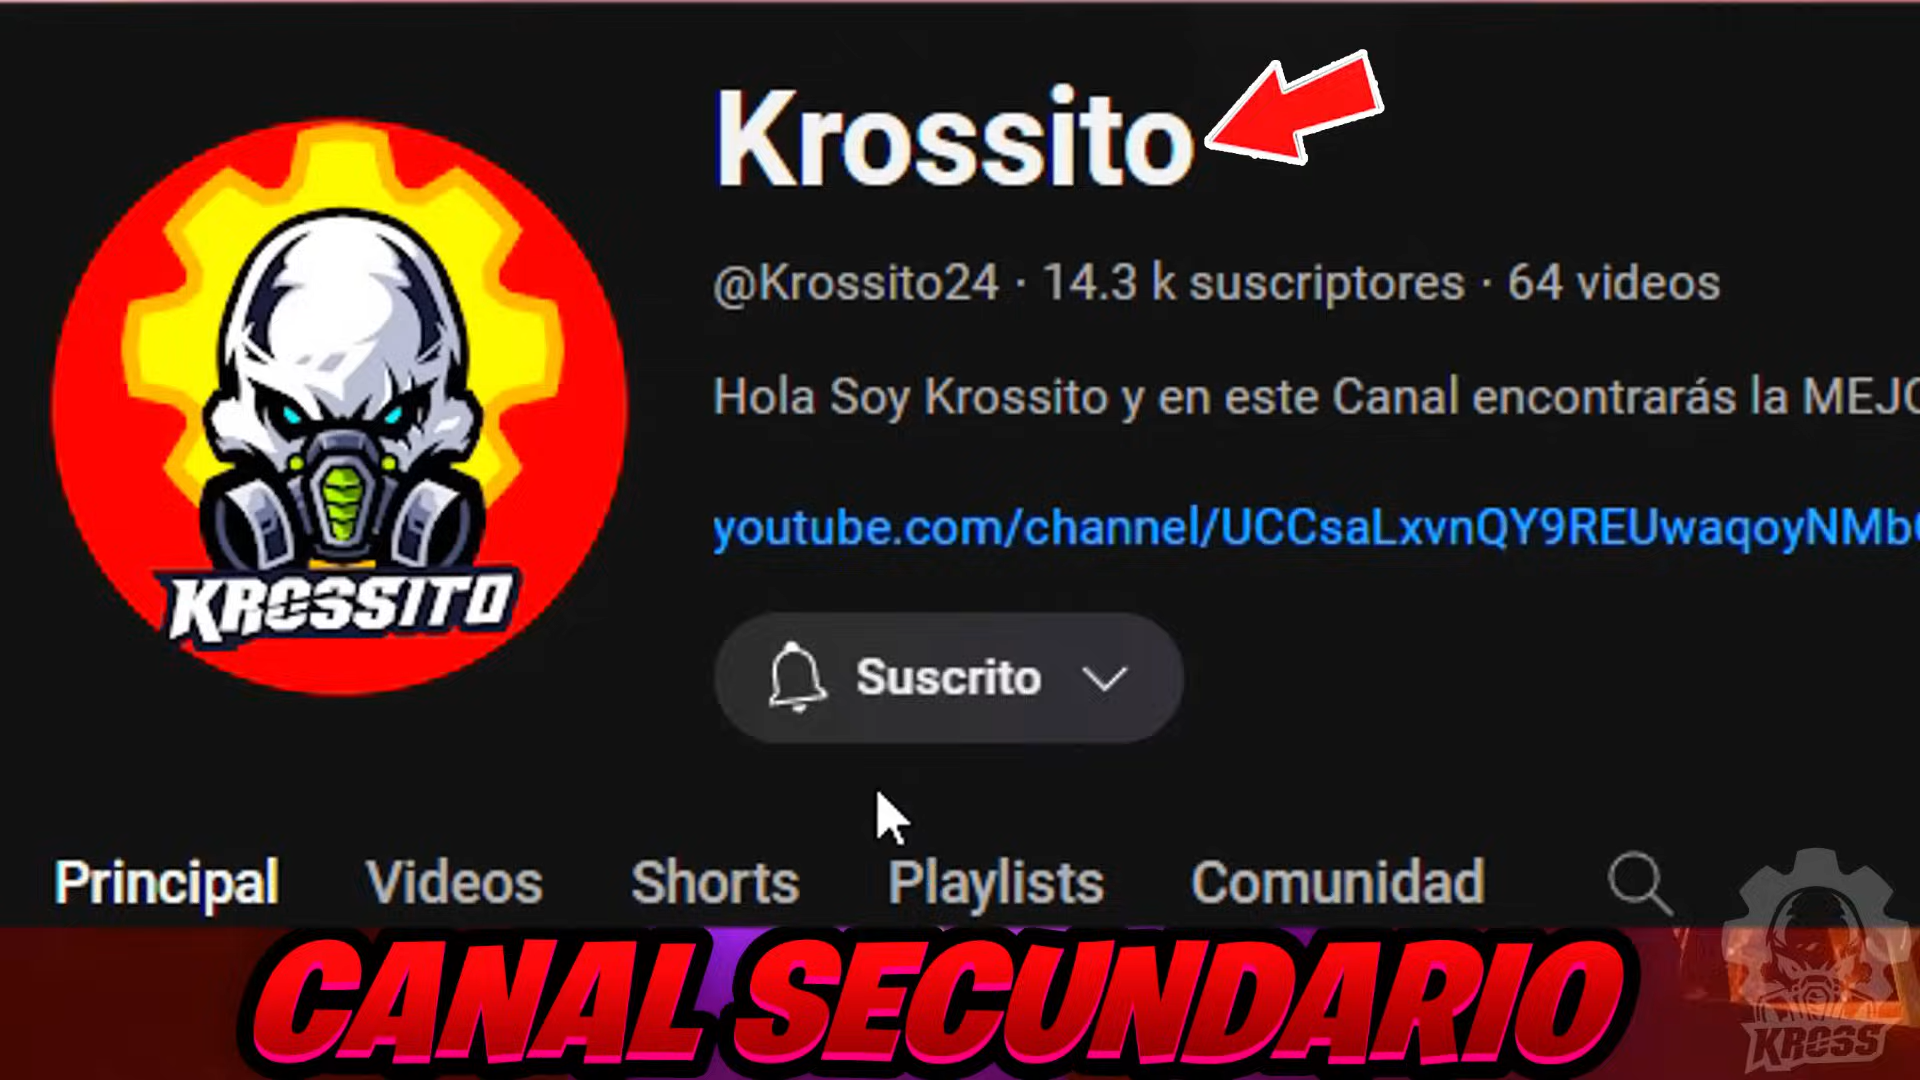 Krossito
@Krossito24 · 14.3 k suscriptores · 64 videos
Hola Soy Krossito y en este Canal encontrarás la
youtube.com/channel/UCCsaLxvnQY9REUwaqoyNMb
KROSSITO
Suscrito
Principal Videos Shorts Playlists Comunidad
CANAL SECUNDARIO
KROSS